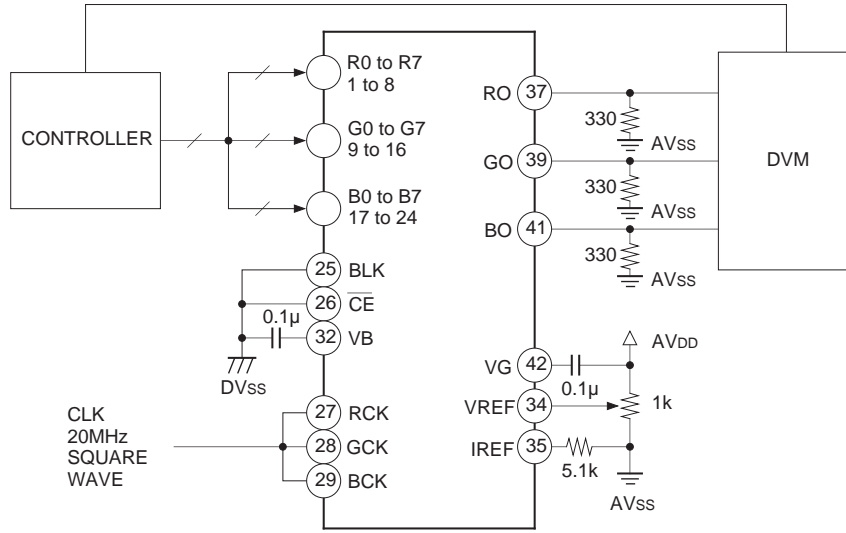 CONTROLLER
R0 to R7
1 to 8
G0 to G7
9 to 16
B0 to B7
17 to 24
25 BLK
26 CE
0.1μ
32 VB
DVSS
CLK
20MHz
SQUARE
WAVE
27 RCK
28 GCK
29 BCK
RO 37
330
AVSS
GO 39
330
AVSS
BO 41
330
AVSS
DVM
AVDD
VG 42
0.1μ
VREF 34
1k
IREF 35
5.1k
AVSS